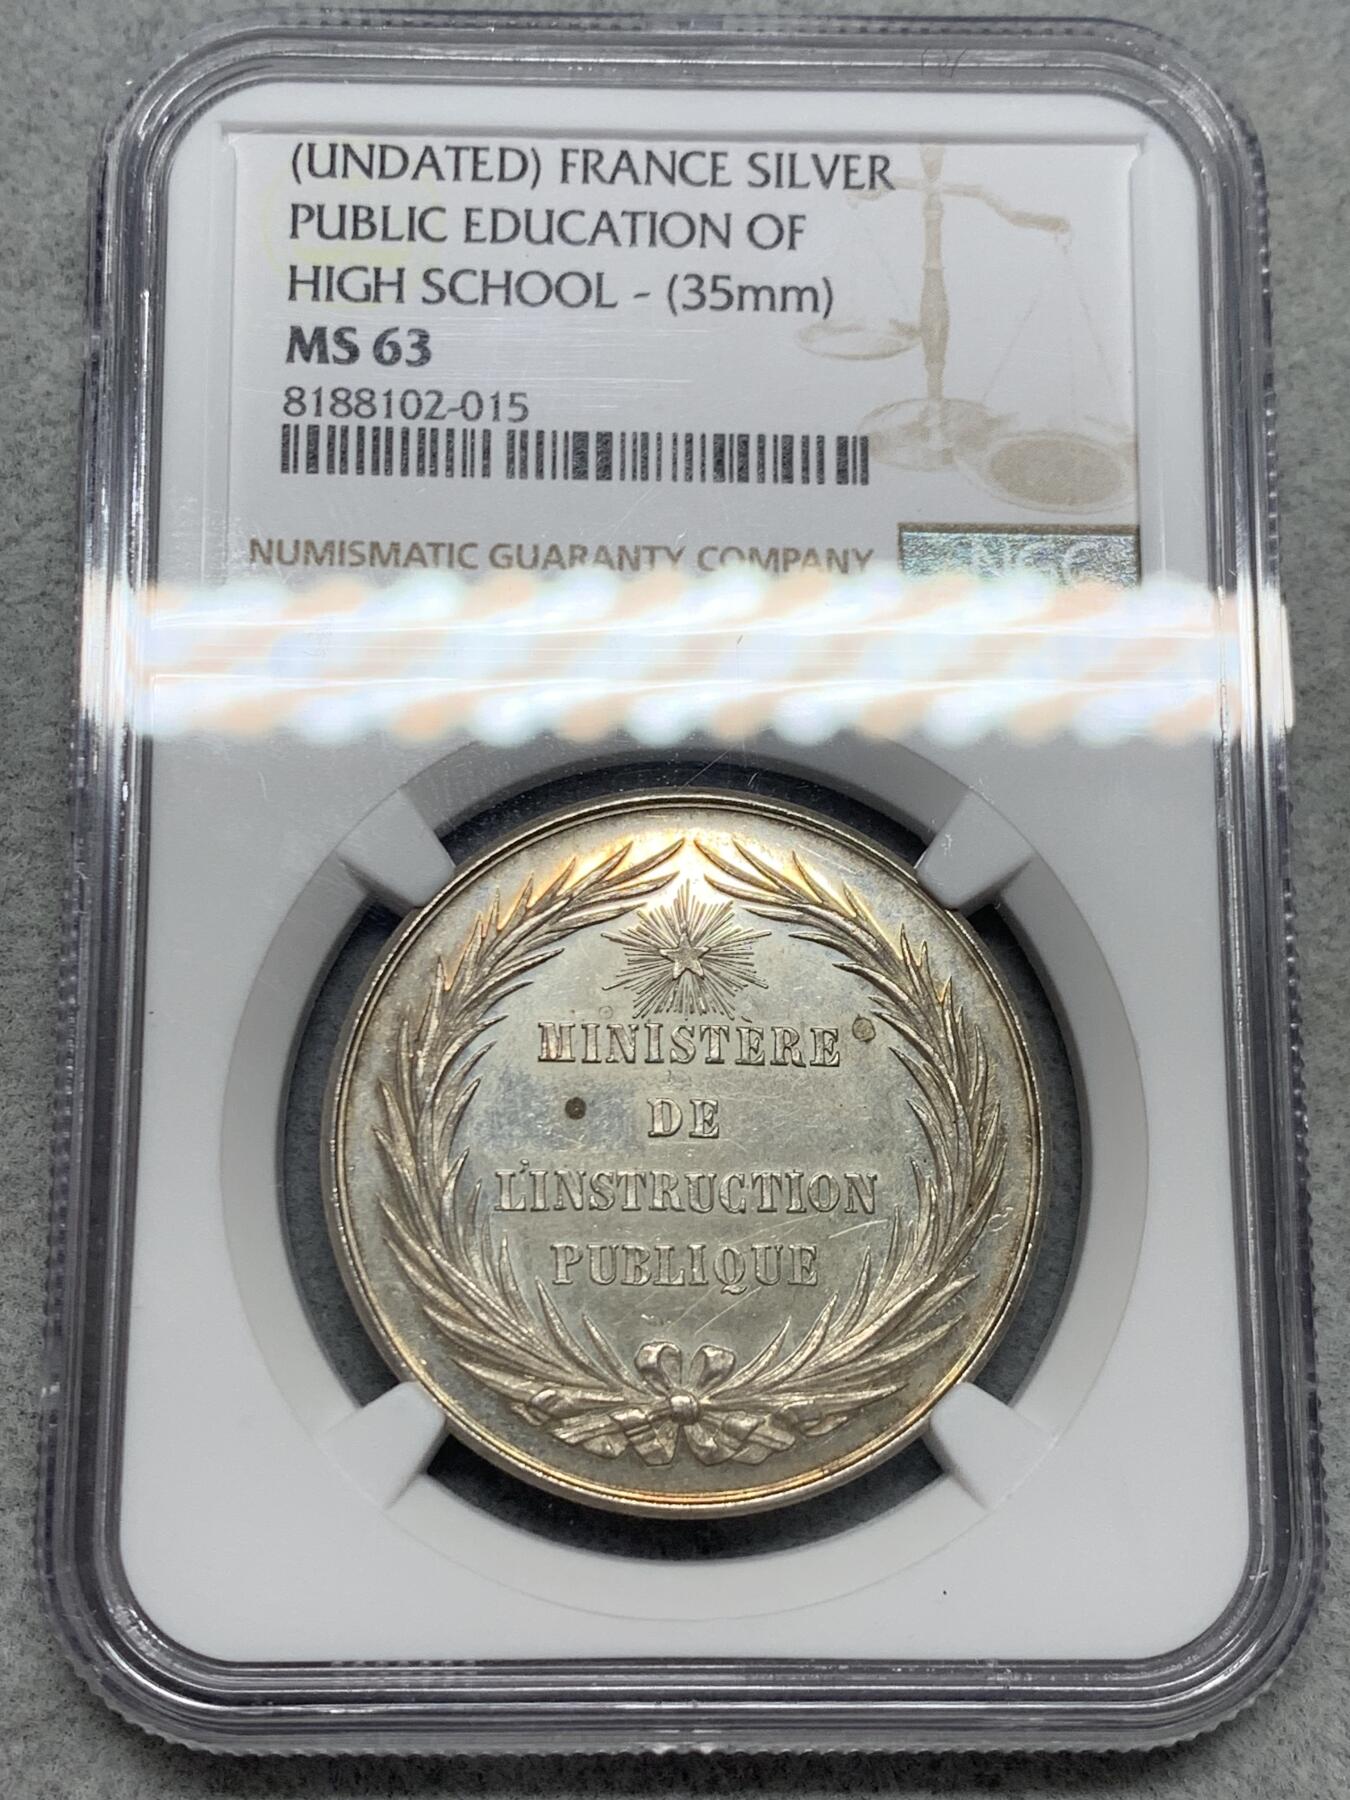 (UNDATED) FRANCE SILVER
PUBLIC EDUCATION OF
HIGH SCHOOL - (35mm)
MS 63
8188102-015
NUMISMATIC GUARANTY COMPANY
NGC
MINISTÈRE
DE
L'INSTRUCTION
PUBLIQUE